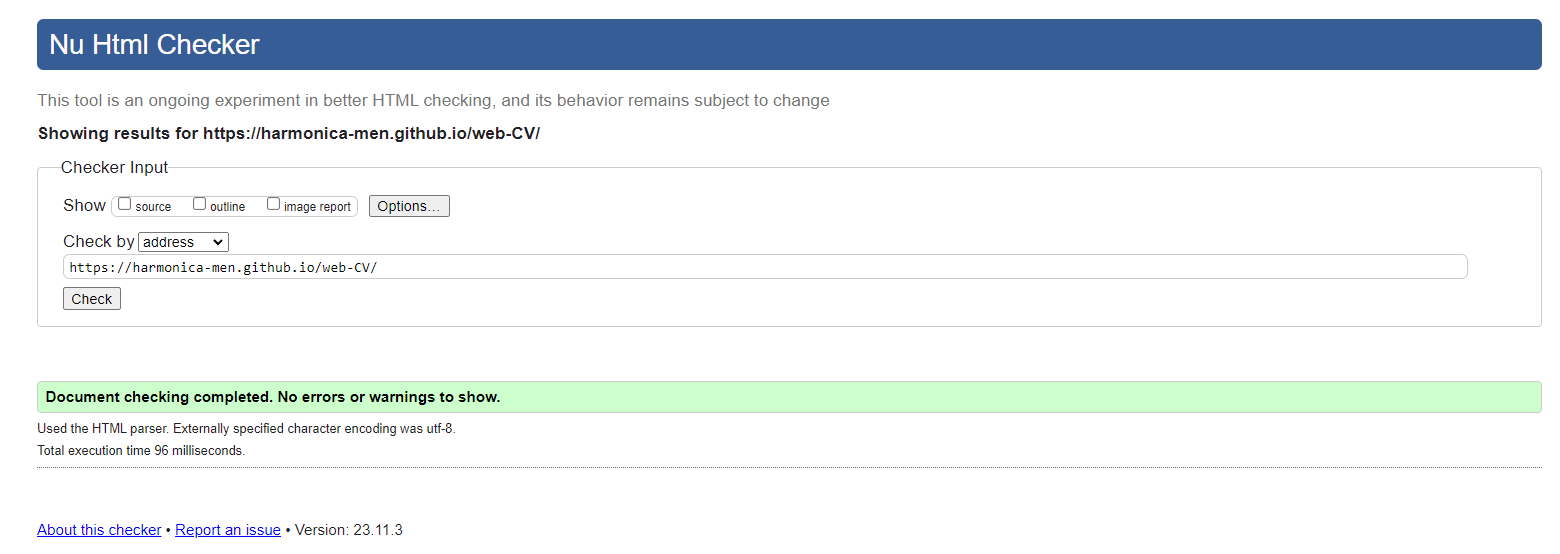 Nu Html Checker
This tool is an ongoing experiment in better HTML checking, and its behavior remains subject to change
Showing results for https://harmonica-men.github.io/web-CV/
Checker Input
Show source outline image report Options...
Check by address
https://harmonica-men.github.io/web-CV/
Check
Document checking completed. No errors or warnings to show.
Used the HTML parser. Externally specified character encoding was utf-8.
Total execution time 96 milliseconds.
About this checker • Report an issue • Version: 23.11.3